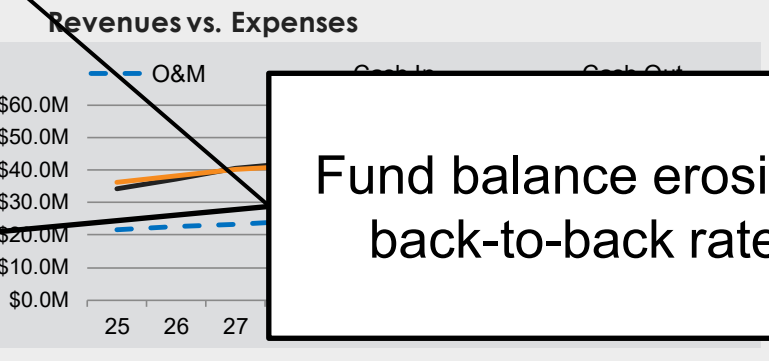 Revenues vs. Expenses
O&M
$60.0M
$50.0M
$40.0M
$30.0M
$20.0M
$10.0M
$0.0M
25 26 27
Fund balance erosi
back-to-back rate